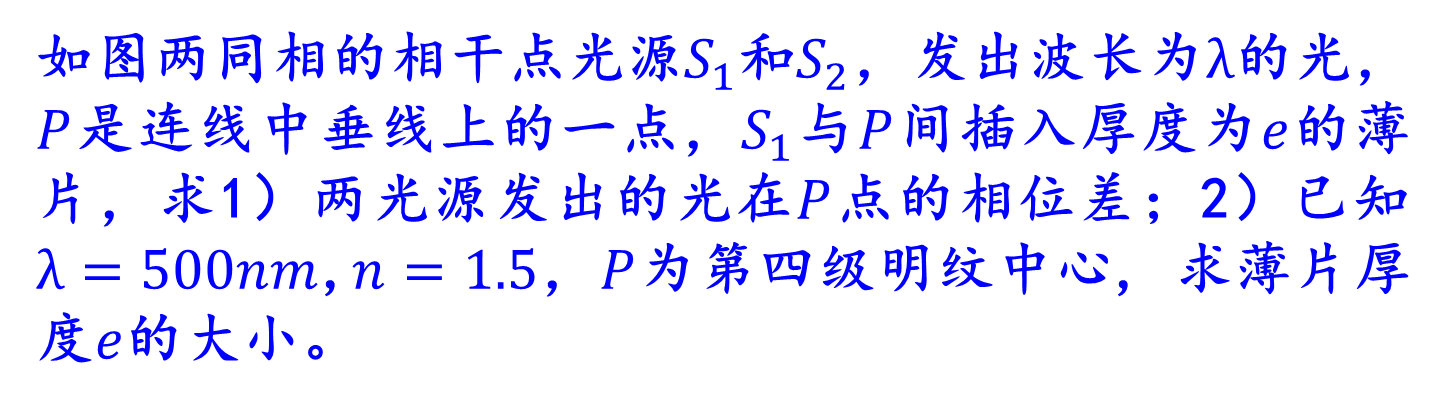 如图两同相的相干点光源S₁和S₂，发出波长为λ的光，
P是连线中垂线上的一点，S₁与P间插入厚度为e的薄
片，求1）两光源发出的光在P点的相位差；2）已知
λ = 500nm, n = 1.5，P为第四级明纹中心，求薄片厚
度e的大小。